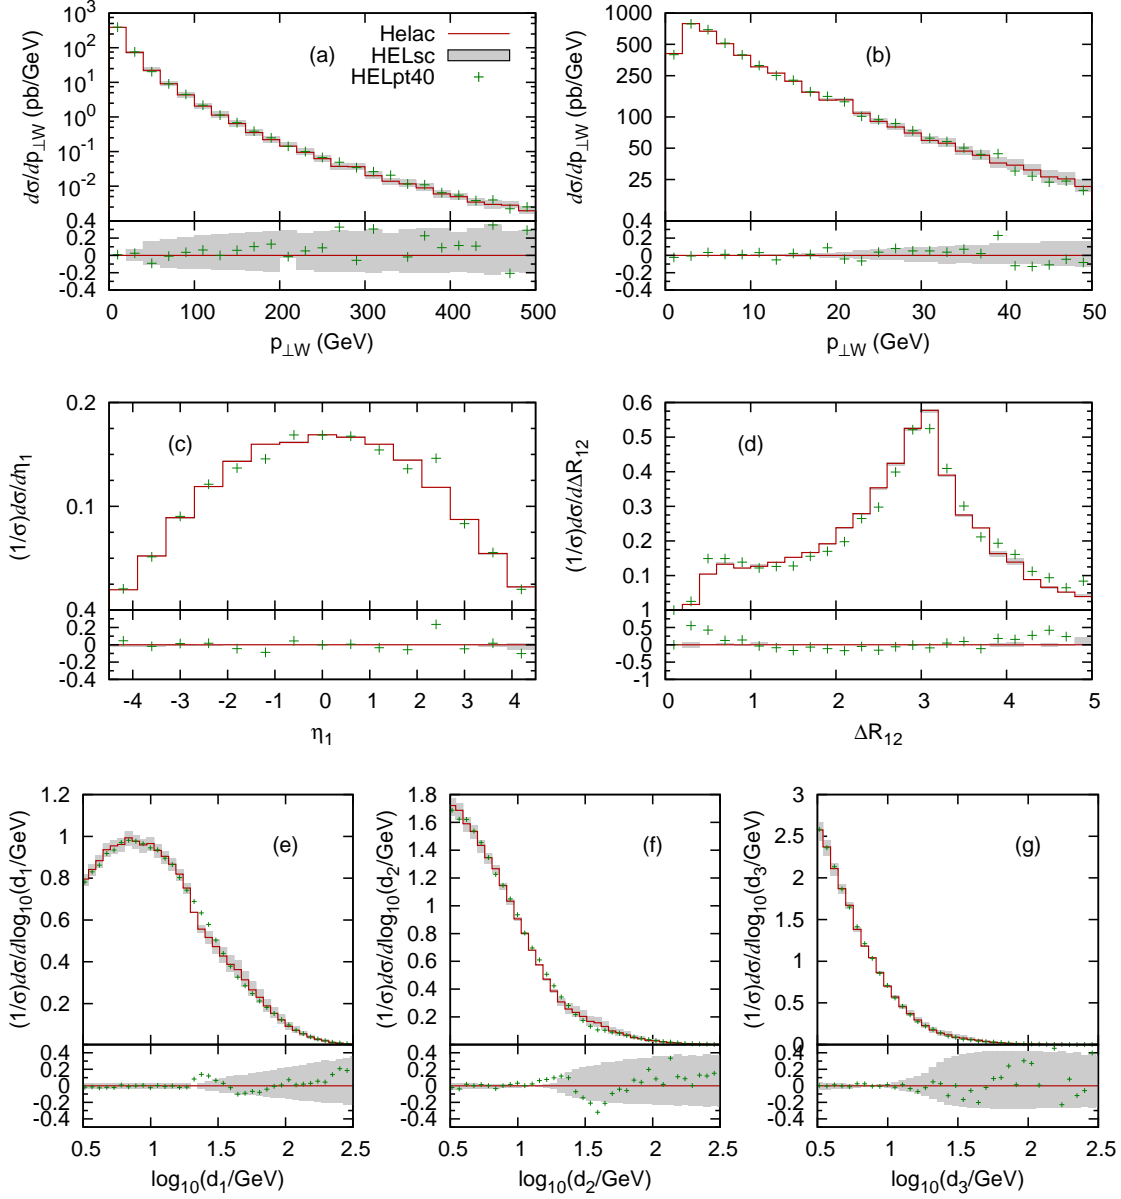 dσ/dp⊥W (pb/GeV)
10³
10²
10¹
10⁰
10⁻¹
10⁻²
(a)
Helac
HELsc
HELpt40
0.4
0.2
0
-0.2
-0.4
0 100 200 300 400 500
p⊥W (GeV)
dσ/dp⊥W (pb/GeV)
1000
500
250
100
50
25
(b)
0.4
0.2
0
-0.2
-0.4
0 10 20 30 40 50
p⊥W (GeV)
(1/σ)dσ/dη1
0.2
0.1
(c)
0.4
0.2
0
-0.2
-0.4
-4 -3 -2 -1 0 1 2 3 4
η1
(1/σ)dσ/dΔR12
0.6
0.5
0.4
0.3
0.2
0.1
(d)
1
0.5
0
-0.5
-1
0 1 2 3 4 5
ΔR12
(1/σ)dσ/dlog10(d1/GeV)
1.2
1
0.8
0.6
0.4
0.2
(e)
0.4
0.2
0
-0.2
-0.4
0.5 1 1.5 2 2.5
log10(d1/GeV)
(1/σ)dσ/dlog10(d2/GeV)
1.8
1.6
1.4
1.2
1
0.8
0.6
0.4
0.2
(f)
0.4
0.2
0
-0.2
-0.4
0.5 1 1.5 2 2.5
log10(d2/GeV)
(1/σ)dσ/dlog10(d3/GeV)
3
2.5
2
1.5
1
0.5
0
(g)
0.4
0.2
0
-0.2
-0.4
0.5 1 1.5 2 2.5
log10(d3/GeV)